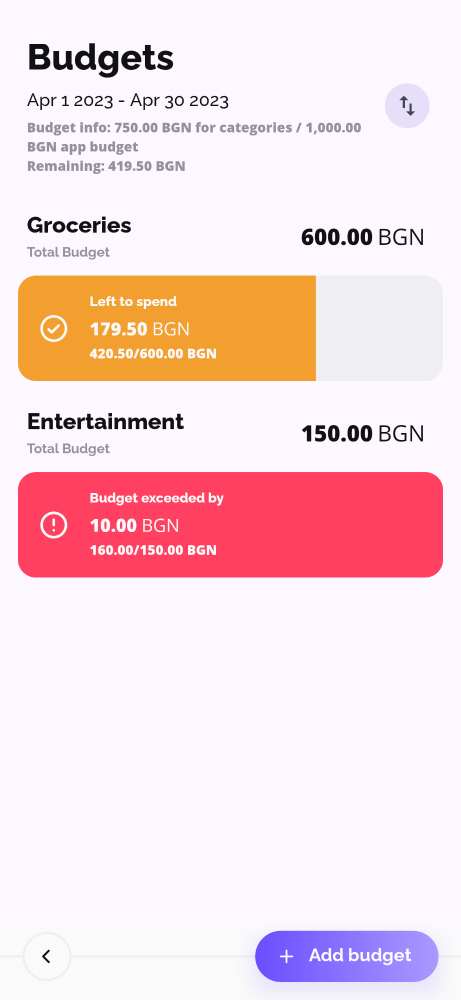 Budgets
Apr 1 2023 - Apr 30 2023
Budget info: 750.00 BGN for categories / 1,000.00
BGN app budget
Remaining: 419.50 BGN
Groceries
Total Budget
600.00 BGN
Left to spend
179.50 BGN
420.50/600.00 BGN
Entertainment
Total Budget
150.00 BGN
Budget exceeded by
10.00 BGN
160.00/150.00 BGN
Add budget